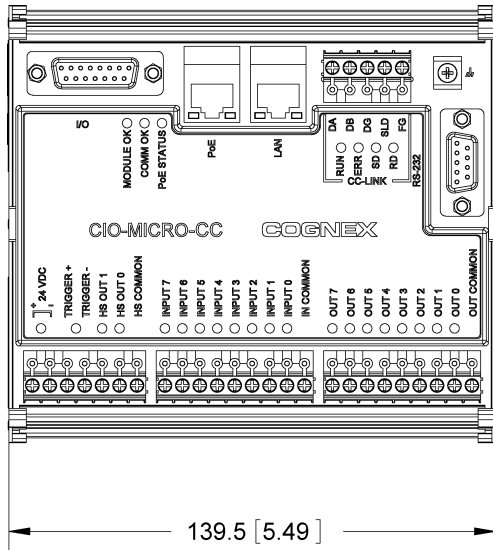 I/O
MODULE OK
COMM OK
PoE STATUS
PoE
LAN
DA
DB
DG
SLD
FG
RUN
CERR
SD
RD
CC-LINK
RS-232
CIO-MICRO-CC
COGNEX
+ 24 VDC -
TRIGGER +
TRIGGER -
HS OUT 1
HS OUT 0
HS COMMON
INPUT 7
INPUT 6
INPUT 5
INPUT 4
INPUT 3
INPUT 2
INPUT 1
INPUT 0
IN COMMON
OUT 7
OUT 6
OUT 5
OUT 4
OUT 3
OUT 2
OUT 1
OUT 0
OUT COMMON
139.5 [5.49]